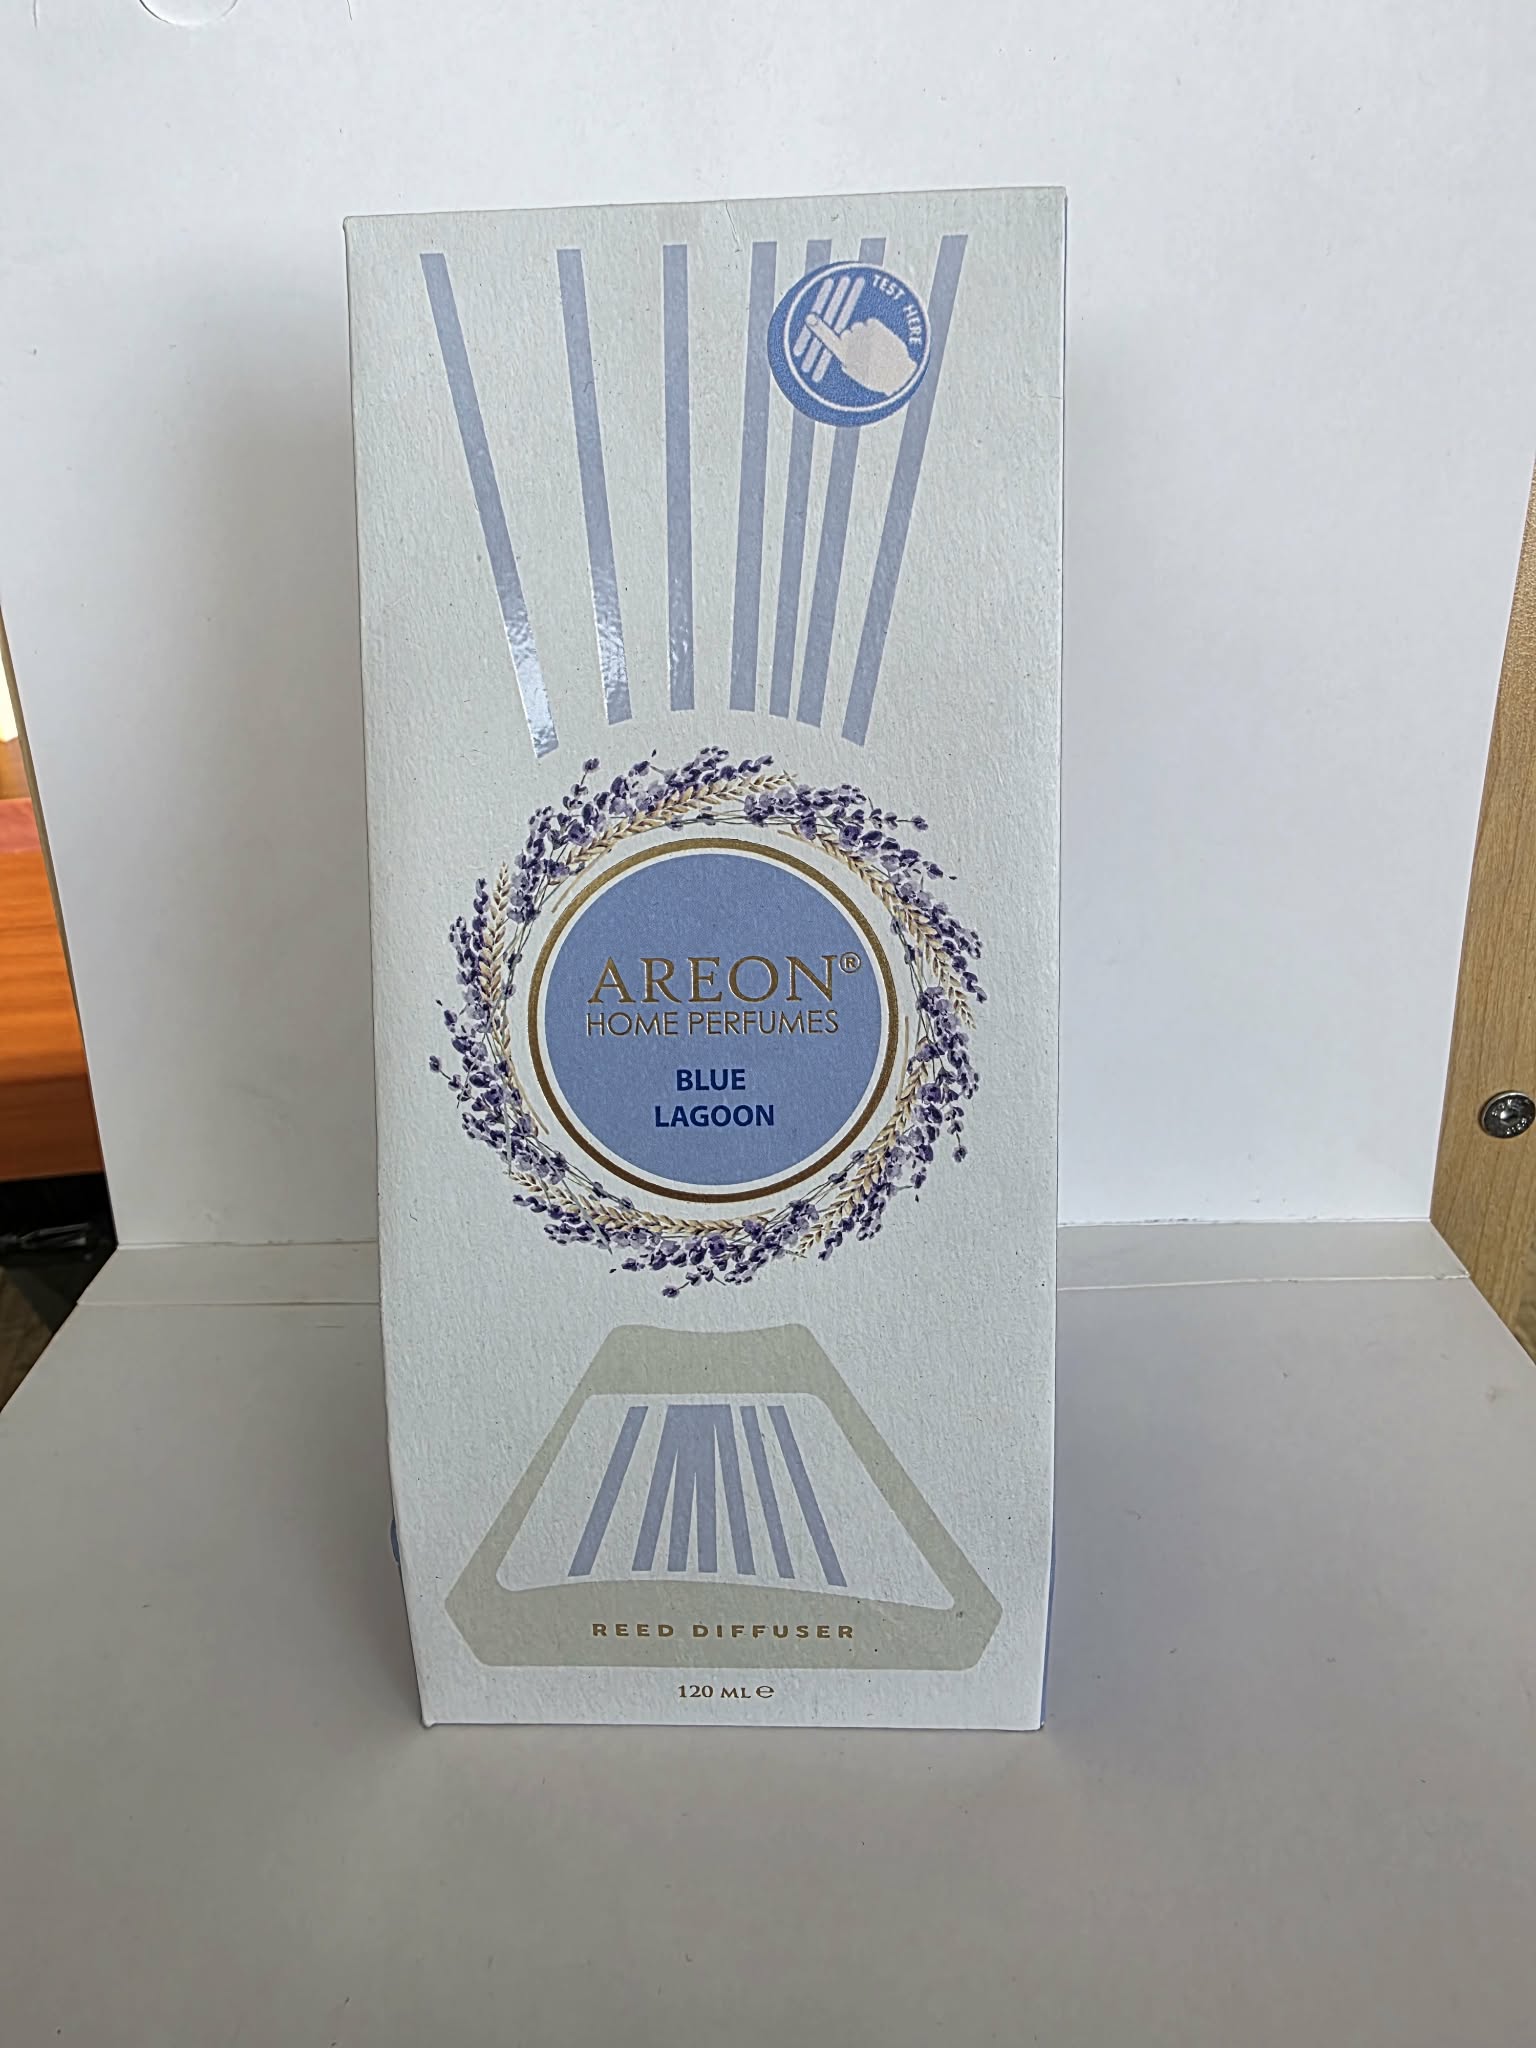 TEST HERE
AREON®
HOME PERFUMES
BLUE
LAGOON
REED DIFFUSER
120 ML ℮